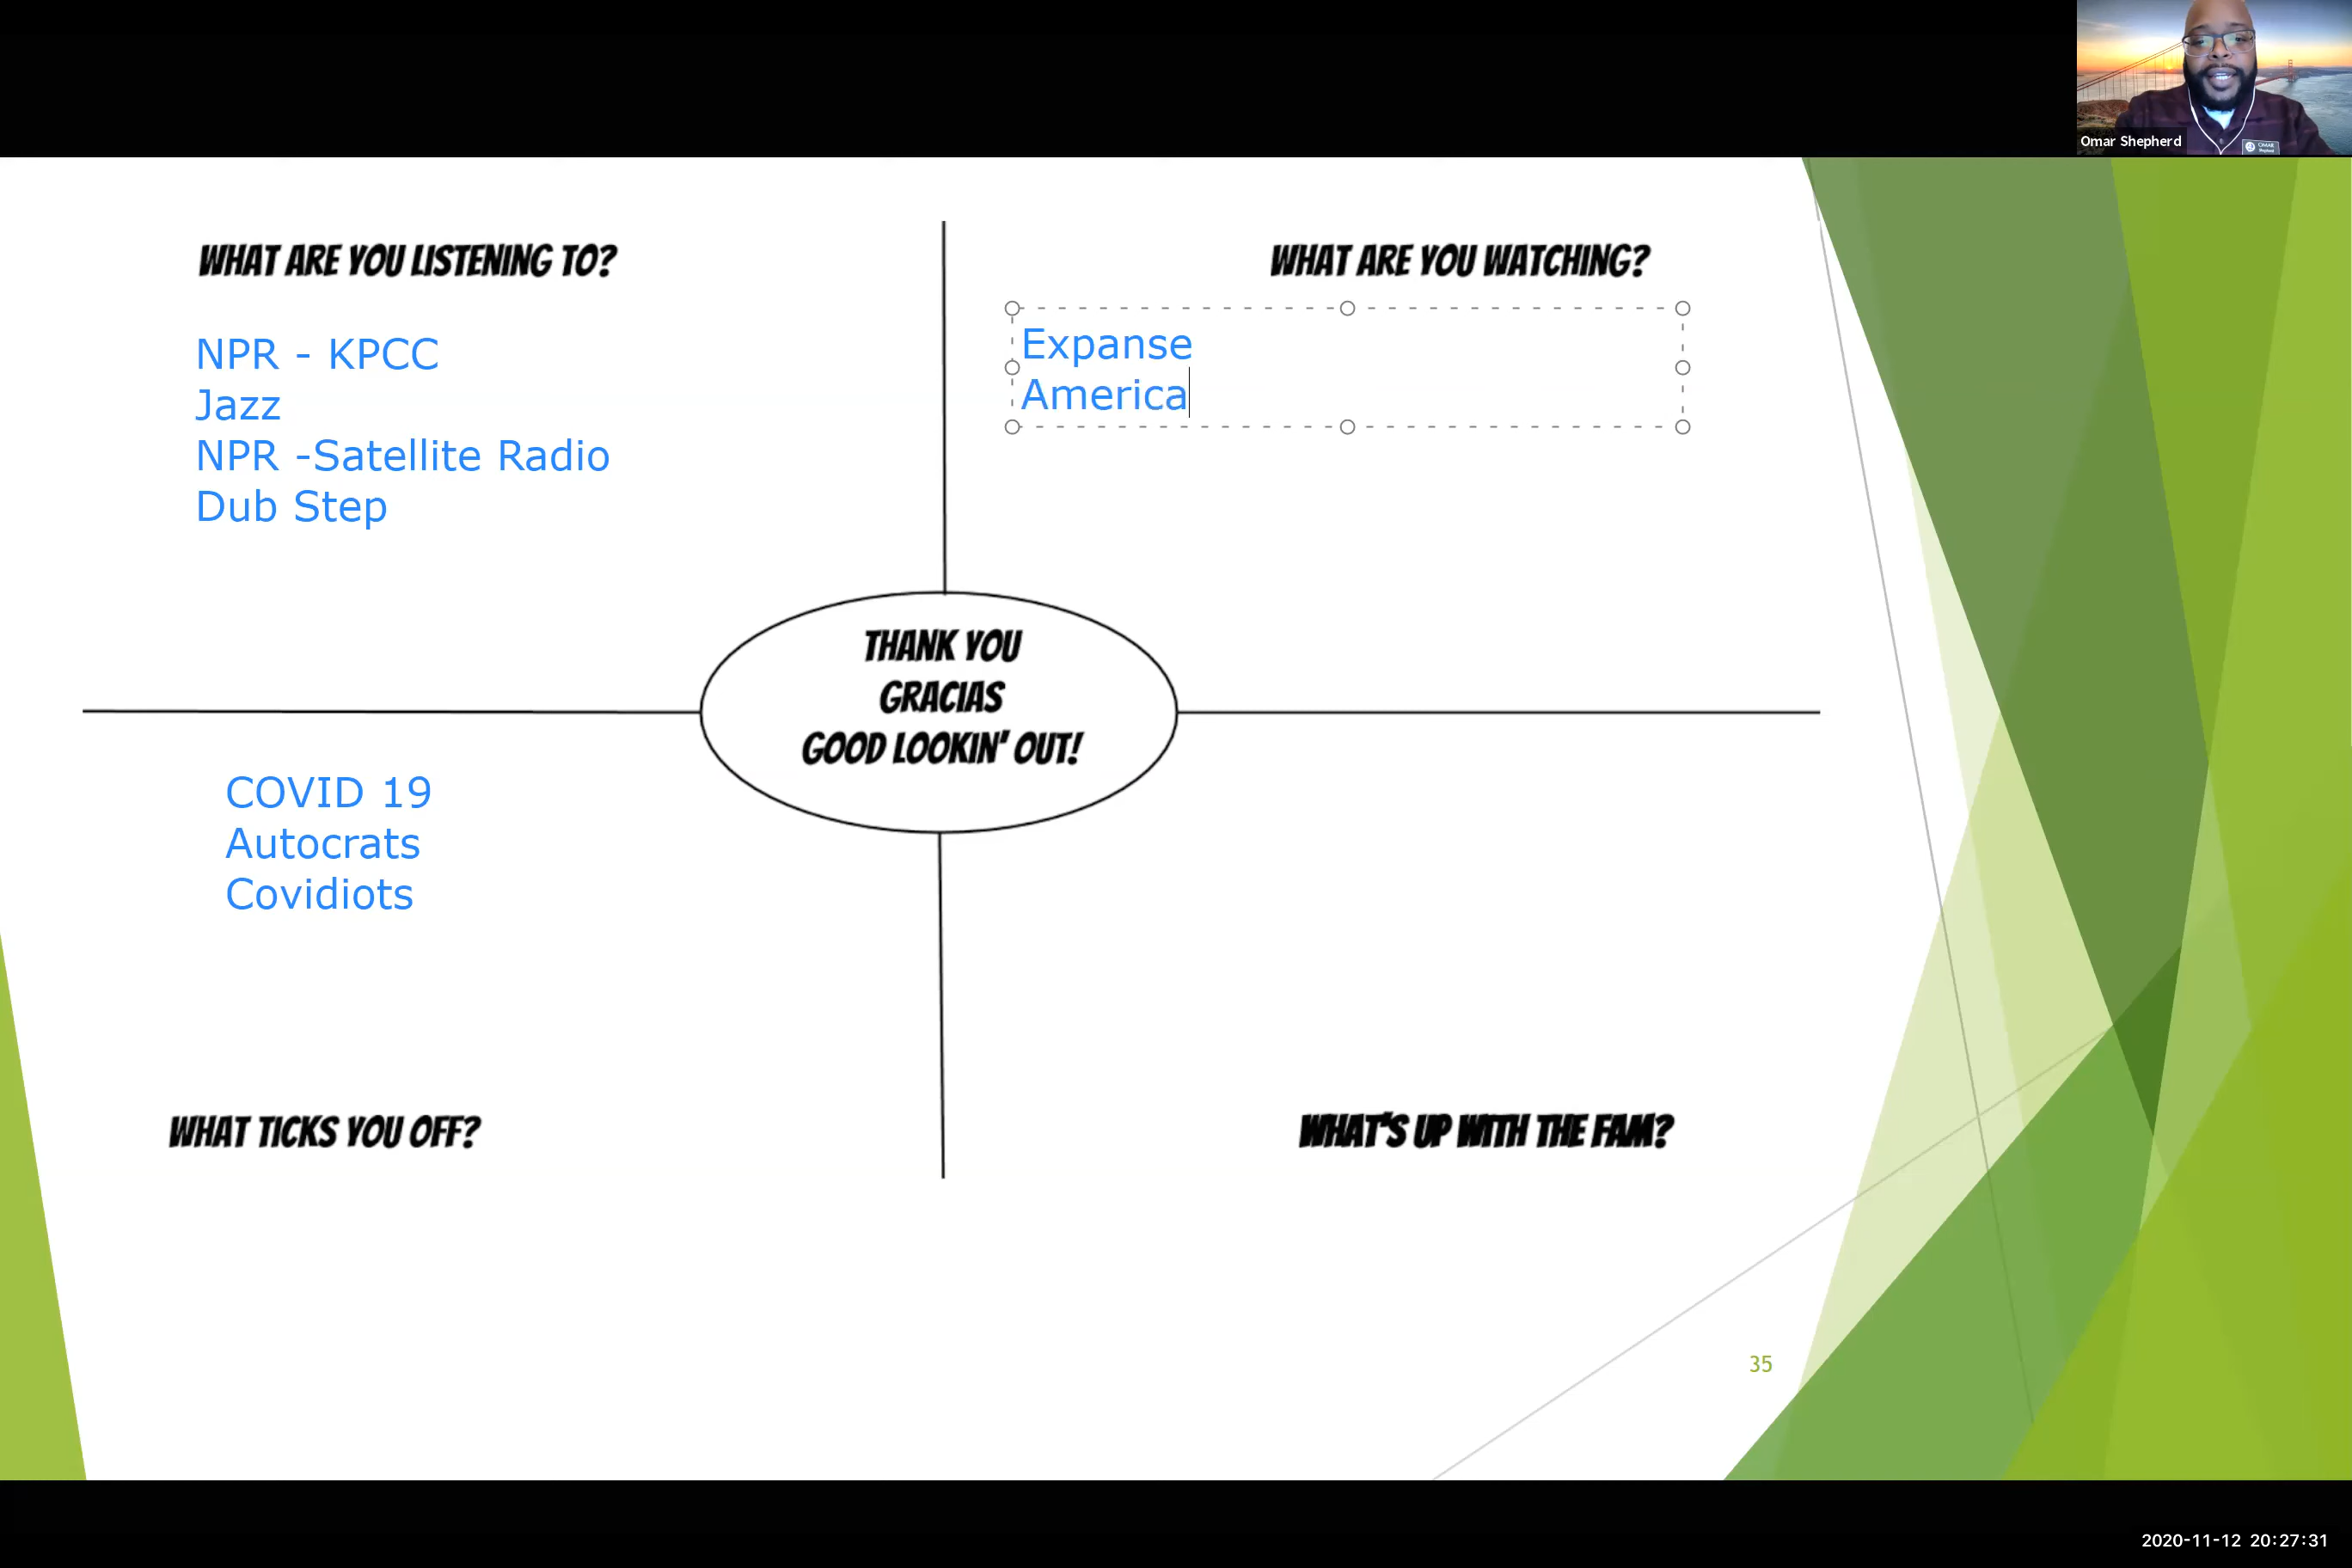 Omar Shepherd
WHAT ARE YOU LISTENING TO?
NPR - KPCC
Jazz
NPR -Satellite Radio
Dub Step
WHAT ARE YOU WATCHING?
Expanse
America
THANK YOU
GRACIAS
GOOD LOOKIN' OUT!
COVID 19
Autocrats
Covidiots
WHAT TICKS YOU OFF?
WHAT'S UP WITH THE FAM?
35
2020-11-12 20:27:31